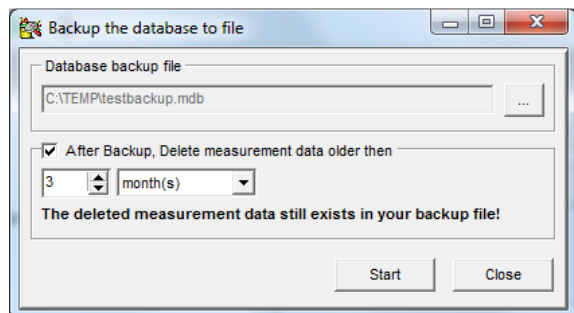 Backup the database to file
Database backup file
C:\TEMP\testbackup.mdb
...
After Backup, Delete measurement data older then
3 month(s)
The deleted measurement data still exists in your backup file!
Start Close